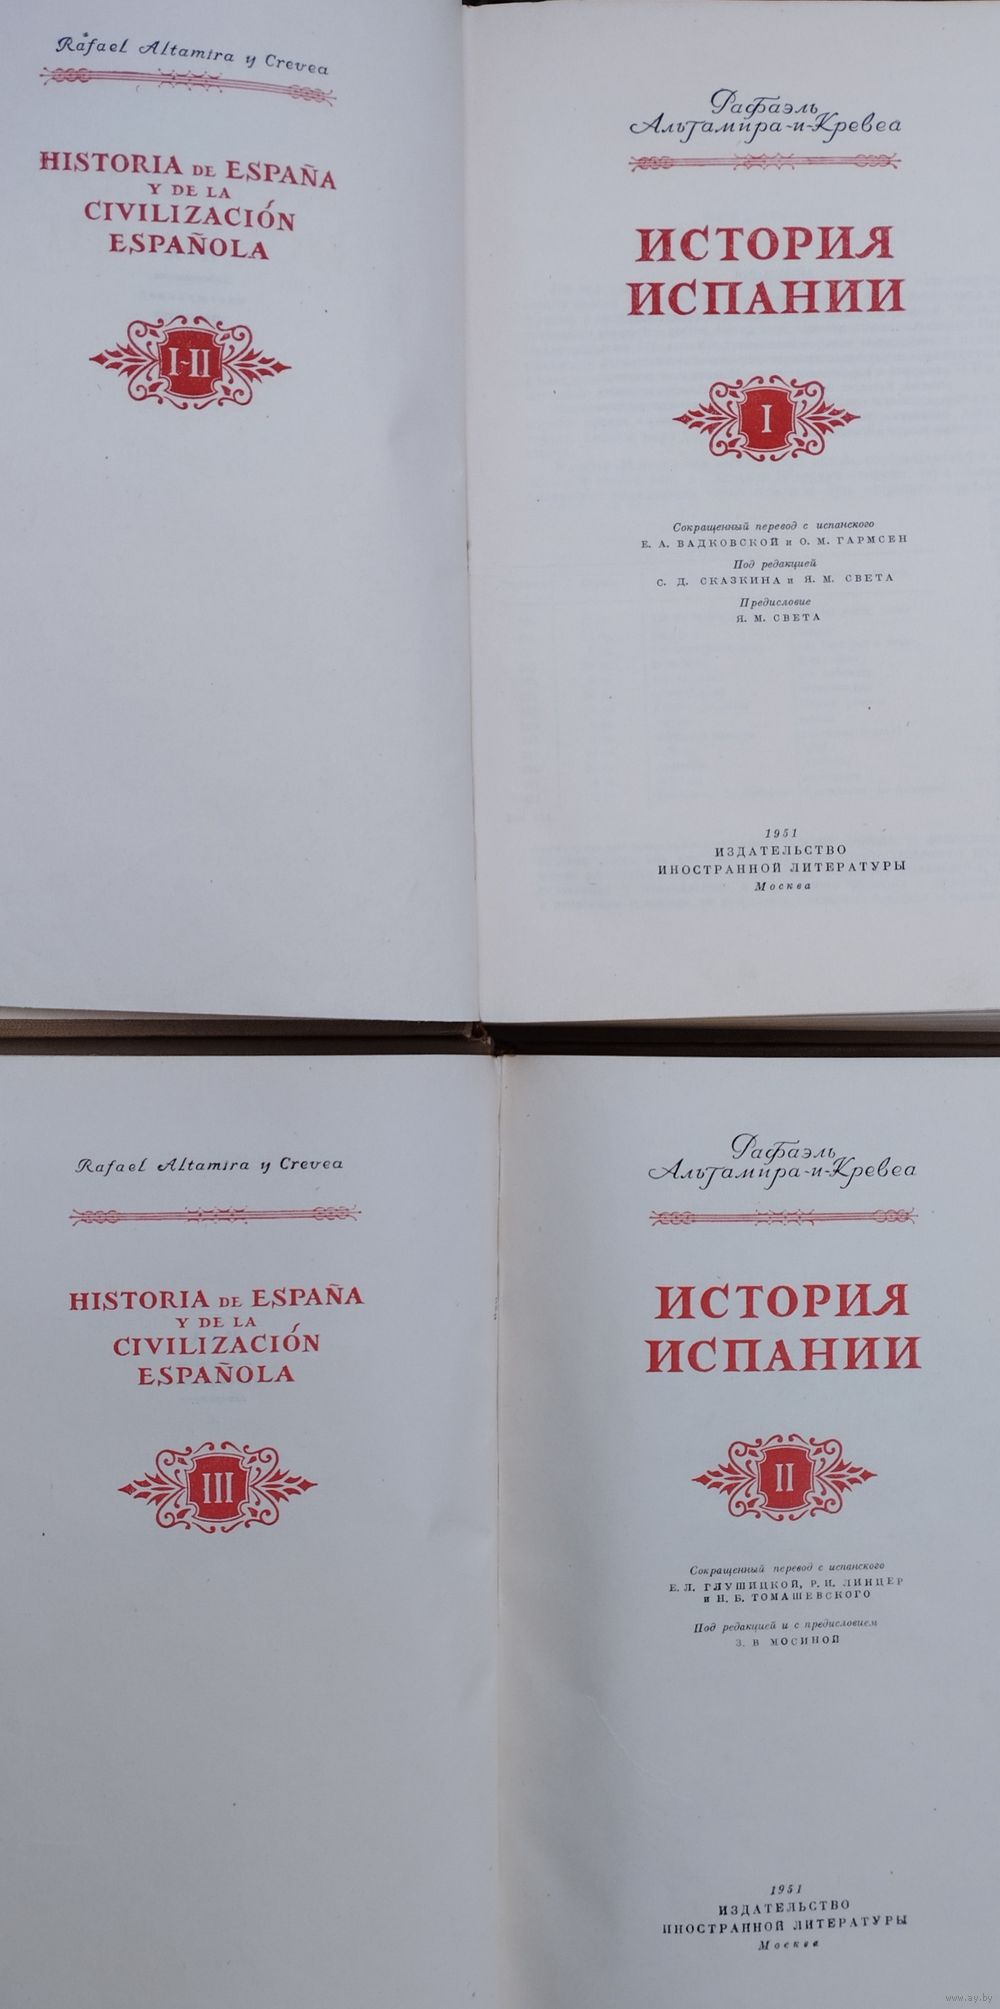 Rafael Altamira y Crevea
HISTORIA DE ESPAÑA
Y DE LA
CIVILIZACIÓN
ESPAÑOLA
I-II
Рафаэль
Альтамира-и-Кревеа
ИСТОРИЯ
ИСПАНИИ
I
Сокращенный перевод с испанского
Е. А. ВАДКОВСКОЙ и О. М. ГАРМСЕН
Под редакцией
С. Д. СКАЗКИНА и Я. М. СВЕТА
Предисловие
Я. М. СВЕТА
1951
ИЗДАТЕЛЬСТВО
ИНОСТРАННОЙ ЛИТЕРАТУРЫ
Москва
Rafael Altamira y Crevea
HISTORIA DE ESPAÑA
Y DE LA
CIVILIZACIÓN
ESPAÑOLA
III
Рафаэль
Альтамира-и-Кревеа
ИСТОРИЯ
ИСПАНИИ
II
Сокращенный перевод с испанского
Е. Л. ГЛУШИЦКОЙ, Р. И. ЛИНЦЕР
и Н. Б. ТОМАШЕВСКОГО
Под редакцией и с предисловием
З. В МОСИНОЙ
1951
ИЗДАТЕЛЬСТВО
ИНОСТРАННОЙ ЛИТЕРАТУРЫ
Москва
www.ay.by